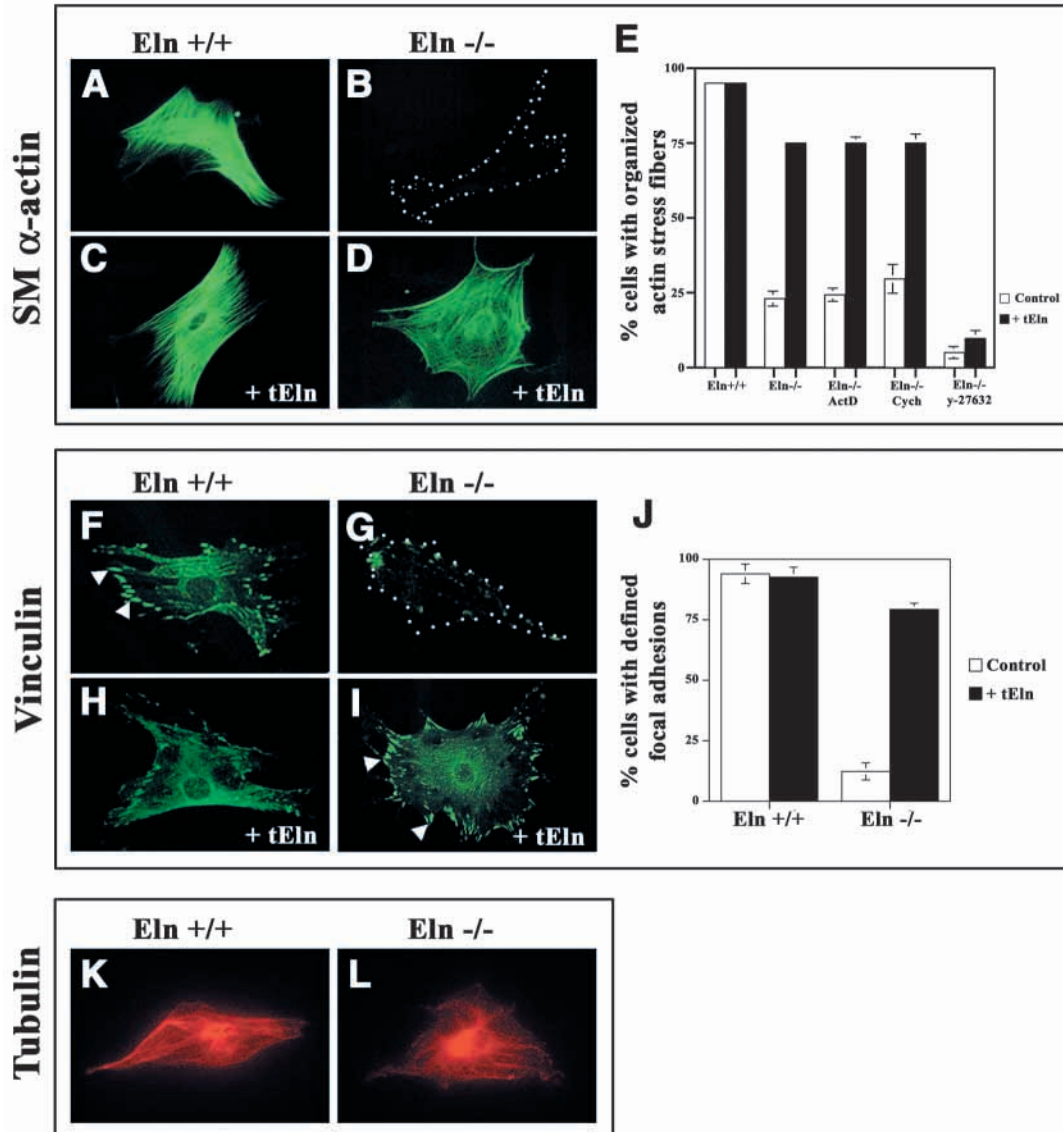 Eln +/+
Eln -/-
SM α-actin
A
B
C
+ tEln
D
+ tEln
E
% cells with organized
actin stress fibers
100
75
50
25
0
Eln+/+
Eln-/-
Eln-/-
ActD
Eln-/-
Cych
Eln-/-
y-27632
Control
+ tEln
Eln +/+
Eln -/-
Vinculin
F
G
H
+ tEln
I
+ tEln
J
% cells with defined
focal adhesions
100
75
50
25
0
Eln +/+
Eln -/-
Control
+ tEln
Eln +/+
Eln -/-
Tubulin
K
L